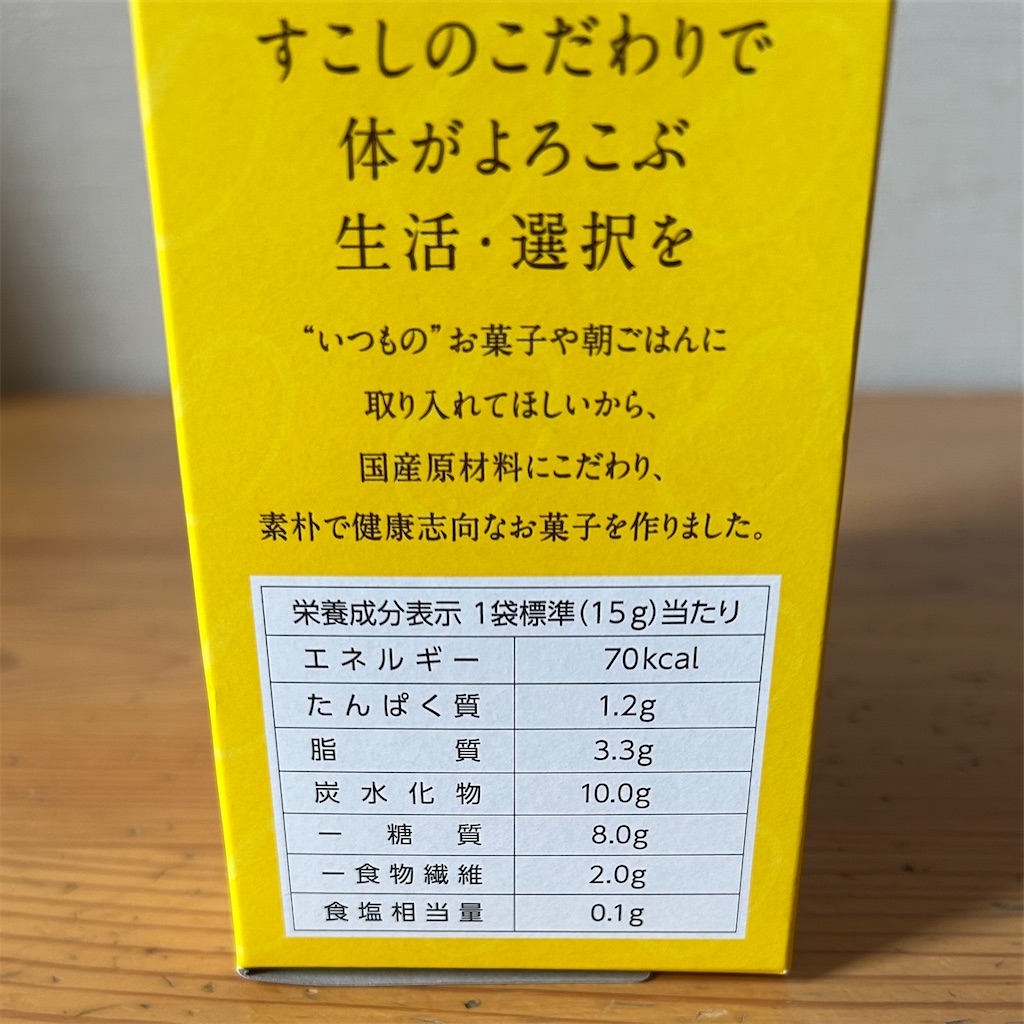 すこしのこだわりで
体がよろこぶ
生活・選択を
“いつもの”お菓子や朝ごはんに
取り入れてほしいから、
国産原材料にこだわり、
素朴で健康志向なお菓子を作りました。
栄養成分表示 1袋標準(15g)当たり
エネルギー 70kcal
たんぱく質 1.2g
脂質 3.3g
炭水化物 10.0g
－糖質 8.0g
－食物繊維 2.0g
食塩相当量 0.1g